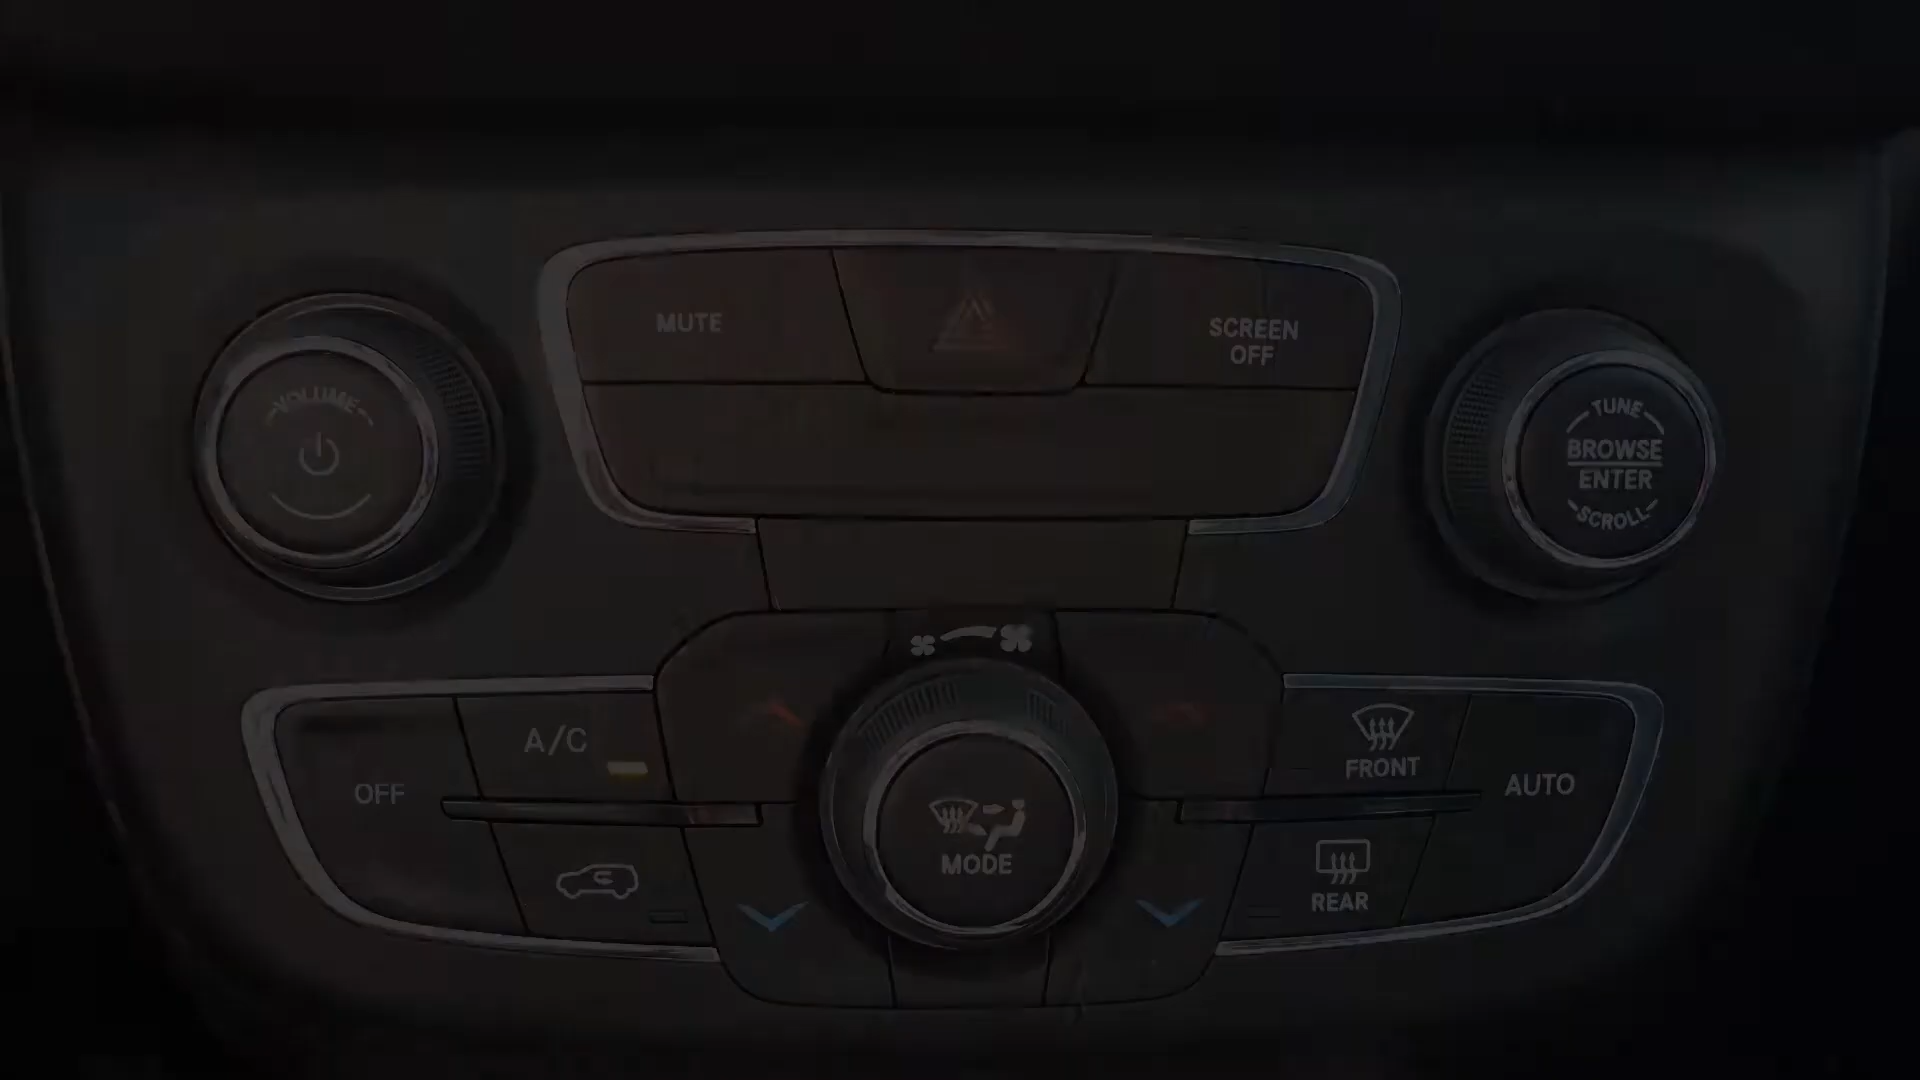 MUTE
SCREEN
OFF
VOLUME
TUNE
BROWSE
ENTER
SCROLL
A/C
OFF
MODE
FRONT
AUTO
REAR